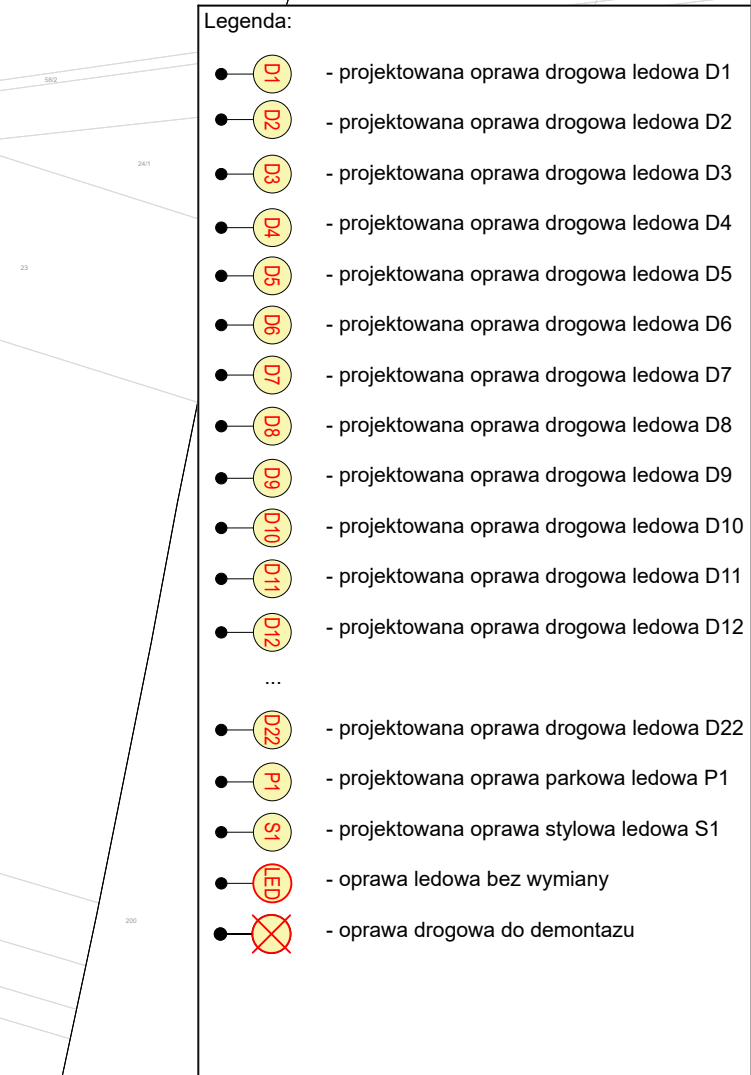 Legenda:
D1 - projektowana oprawa drogowa ledowa D1
D2 - projektowana oprawa drogowa ledowa D2
D3 - projektowana oprawa drogowa ledowa D3
D4 - projektowana oprawa drogowa ledowa D4
D5 - projektowana oprawa drogowa ledowa D5
D6 - projektowana oprawa drogowa ledowa D6
D7 - projektowana oprawa drogowa ledowa D7
D8 - projektowana oprawa drogowa ledowa D8
D9 - projektowana oprawa drogowa ledowa D9
D10 - projektowana oprawa drogowa ledowa D10
D11 - projektowana oprawa drogowa ledowa D11
D12 - projektowana oprawa drogowa ledowa D12
...
D22 - projektowana oprawa drogowa ledowa D22
P1 - projektowana oprawa parkowa ledowa P1
S1 - projektowana oprawa stylowa ledowa S1
LED - oprawa ledowa bez wymiany
- oprawa drogowa do demontazu
58/2
24/1
23
200